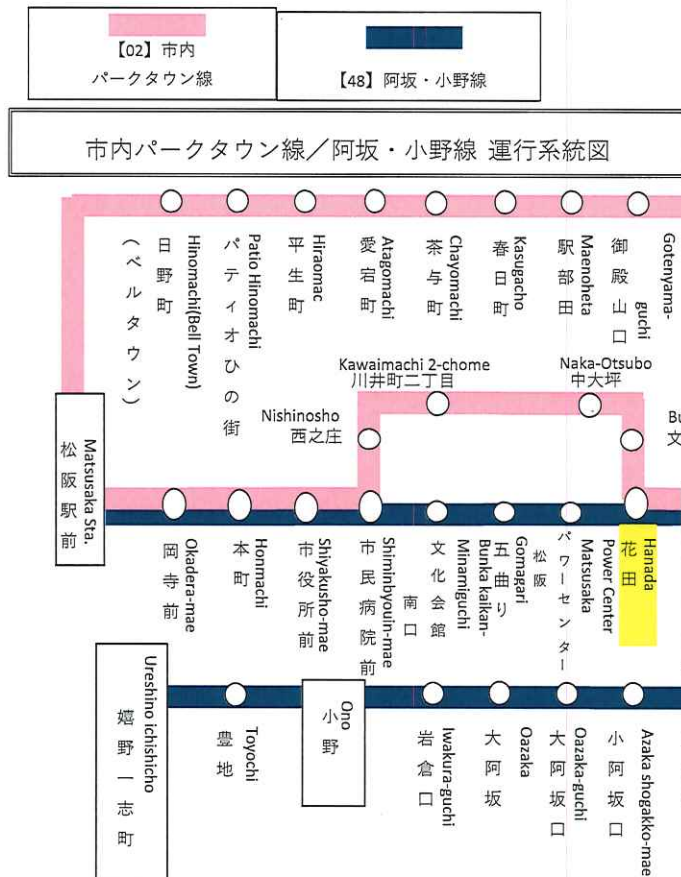 【02】市内
パークタウン線
【48】阿坂・小野線
市内パークタウン線／阿坂・小野線 運行系統図
Hinomachi(Bell Town)
日野町
（ベルタウン）
Patio Hinomachi
パティオひの街
Hiraomac
平生町
Atagomachi
愛宕町
Chayomachi
茶与町
Kasugacho
春日町
Maenoheta
駅部田
Gotenyama-
guchi
御殿山口
Kawaimachi 2-chome
川井町二丁目
Naka-Otsubo
中大坪
Nishinosho
西之庄
Bu
文
Matsusaka Sta.
松阪駅前
Okadera-mae
岡寺前
Honmachi
本町
Shiyakusho-mae
市役所前
Shiminbyouin-mae
市民病院前
Bunka kaikan-
Minamiguchi
文化会館
南口
Gomagari
五曲り
Matsusaka
Power Center
松阪
パワーセンター
Hanada
花田
Ureshino ichishicho
嬉野一志町
Toyochi
豊地
Ono
小野
Iwakura-guchi
岩倉口
Oazaka
大阿坂
Oazaka-guchi
大阿坂口
Azaka shogakko-mae
小阿坂口